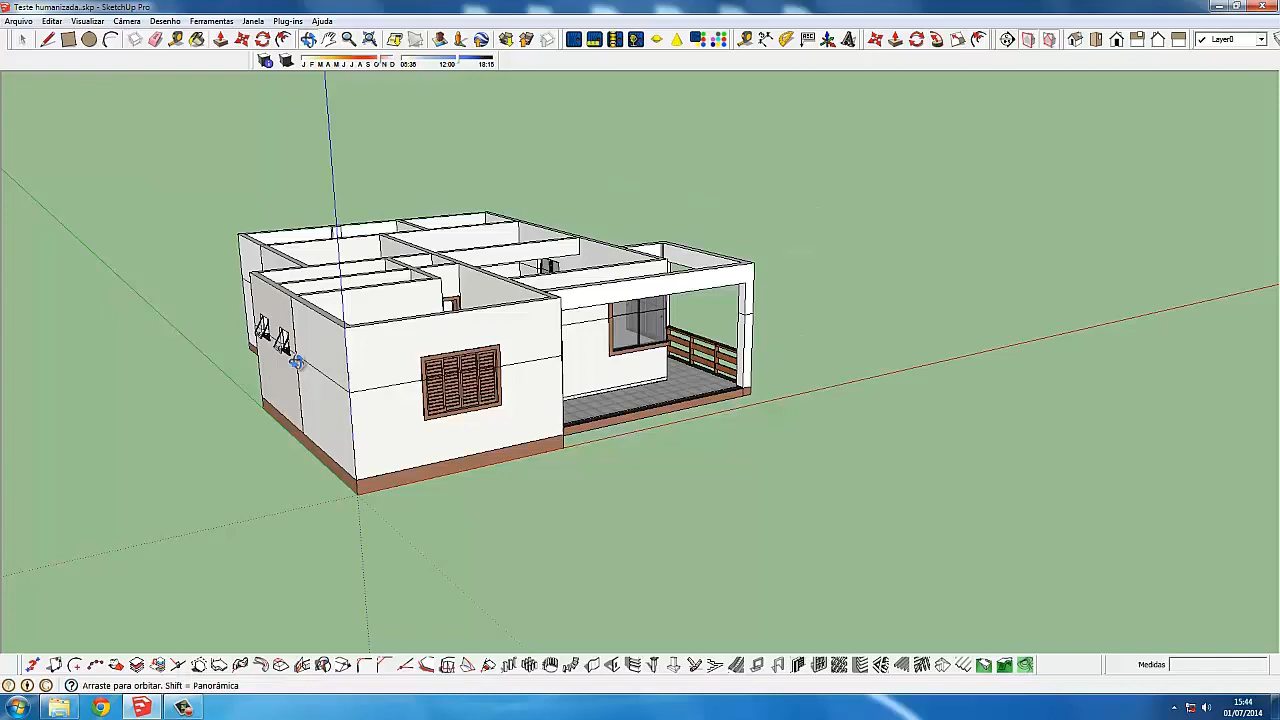 Teste humanizada.skp - SketchUp Pro
Arquivo Editar Visualizar Câmera Desenho Ferramentas Janela Plug-ins Ajuda
Layer0
J F M A M J J A S O N D 05:36 12:00 18:15
Medidas
Arraste para orbitar. Shift = Panorâmica
15:44
01/07/2014